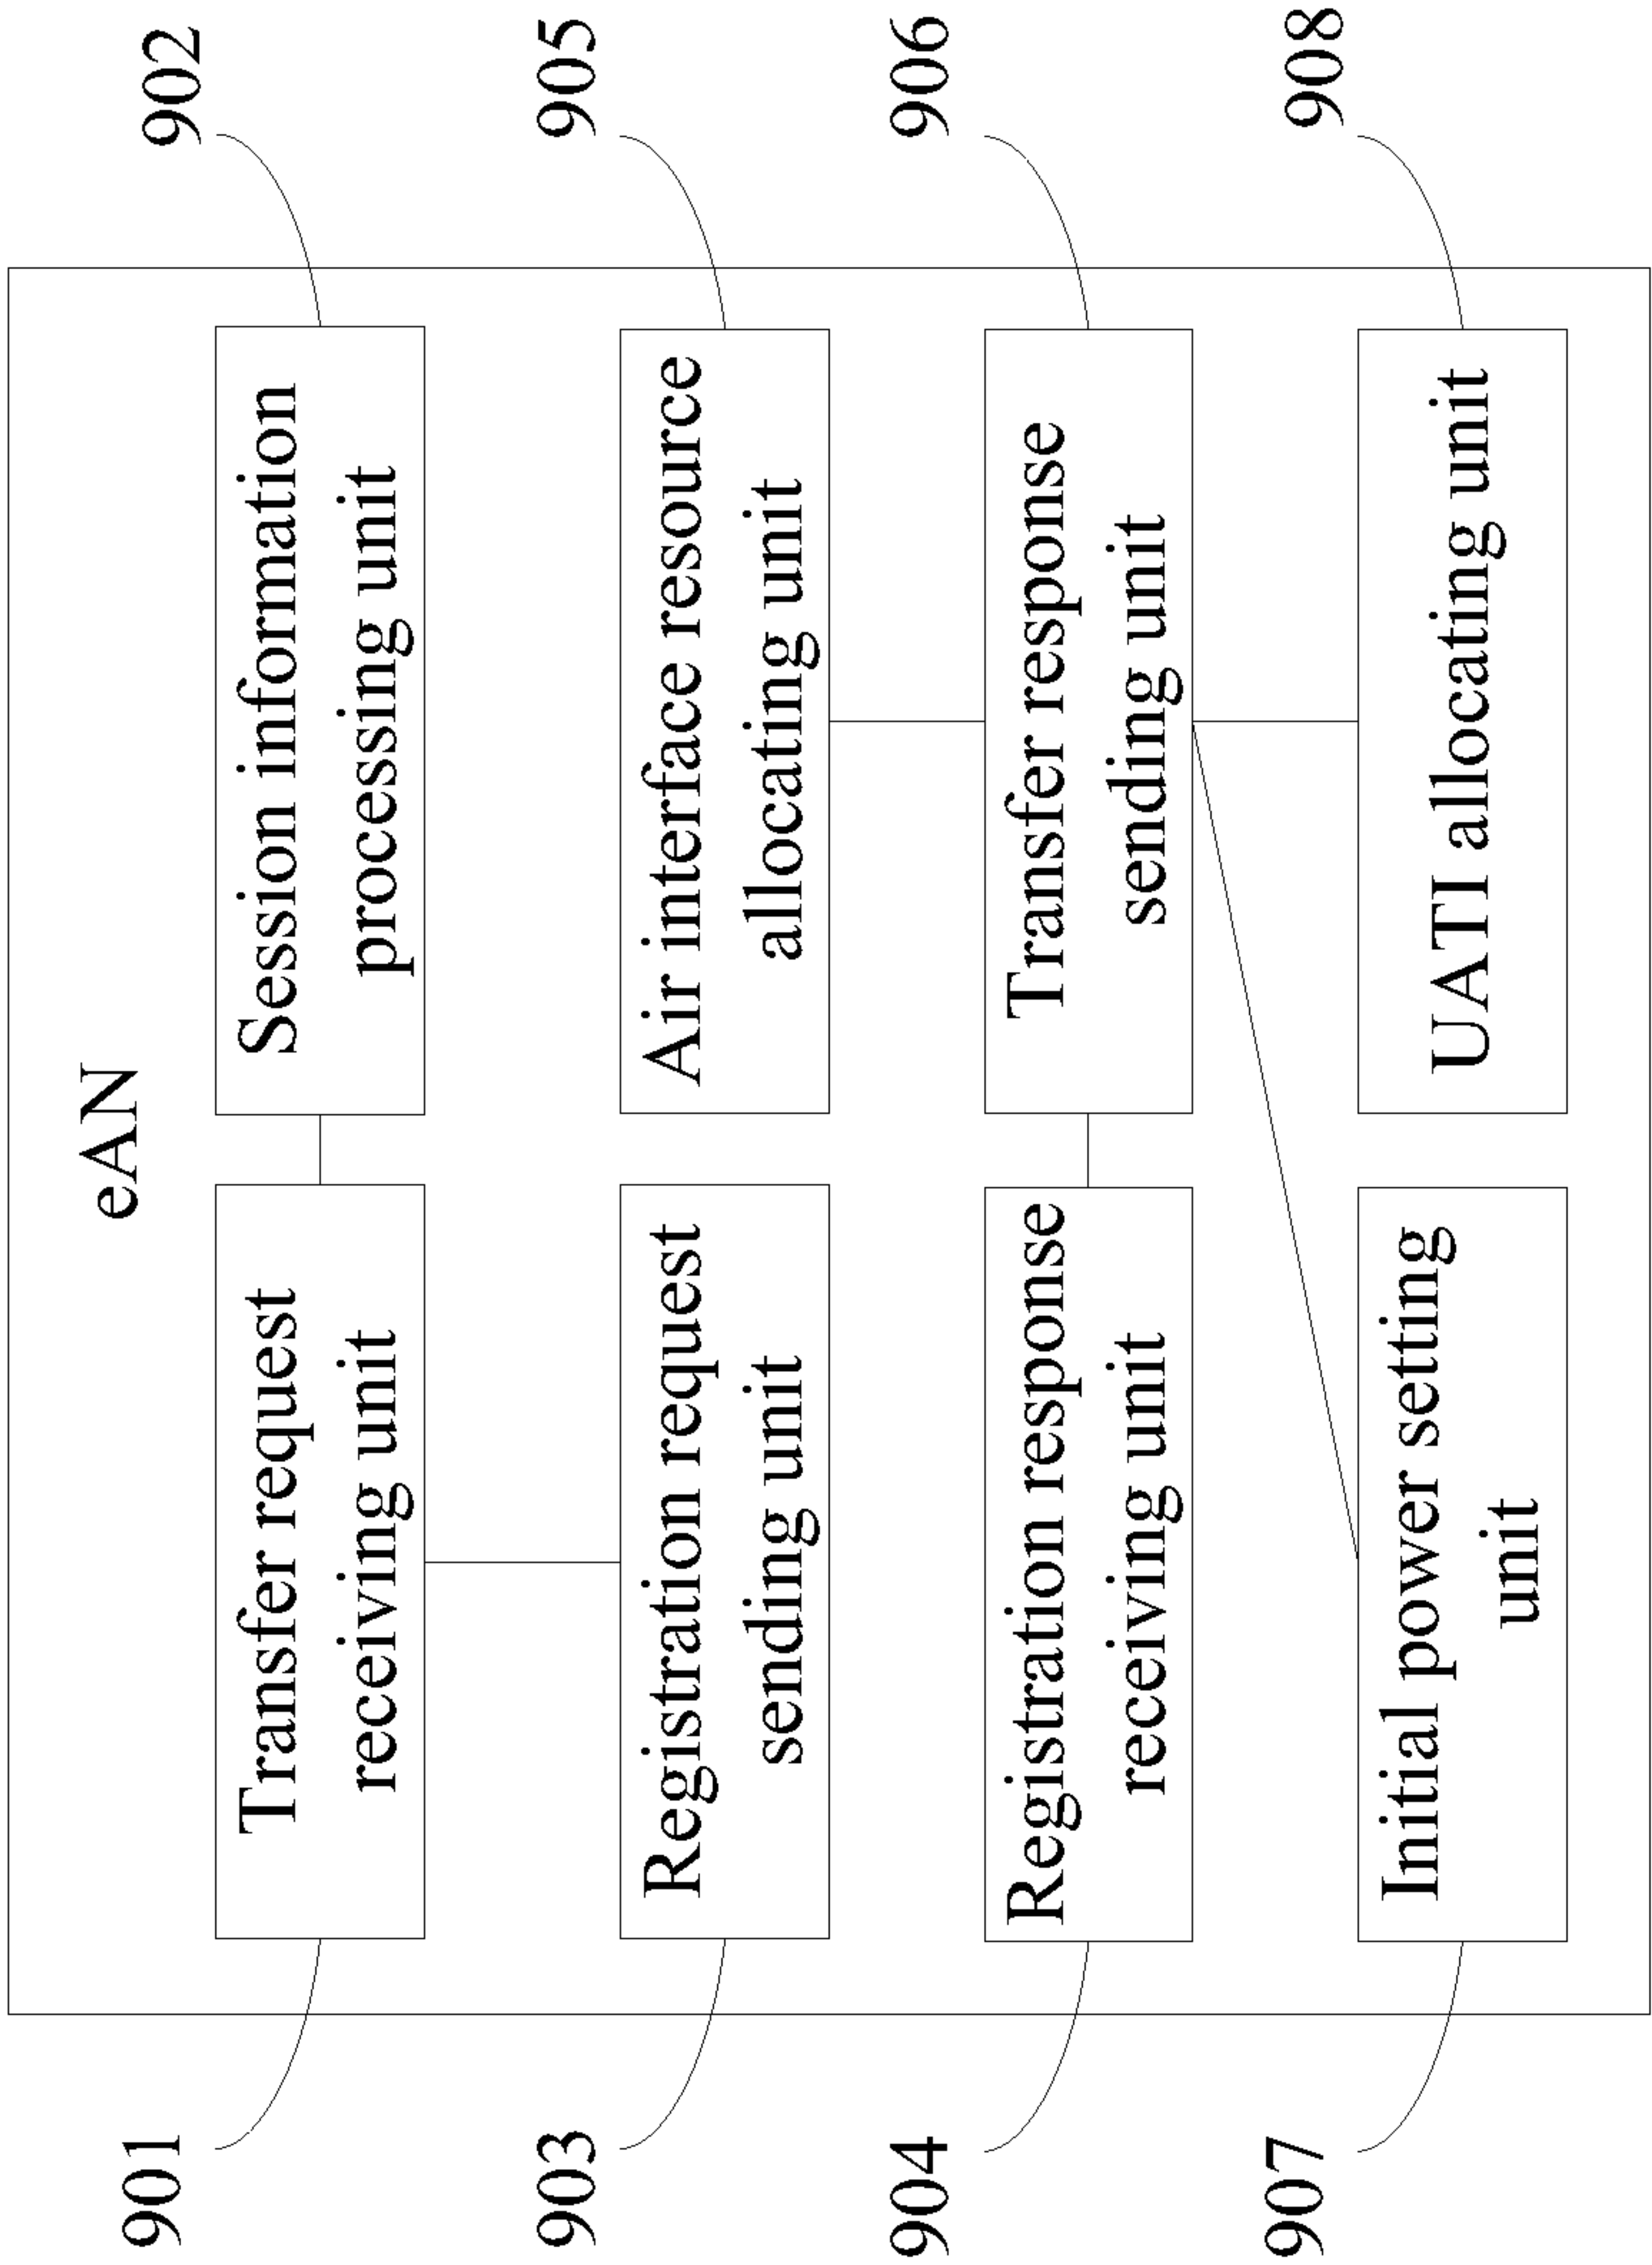 eAN
901
Transfer request
receiving unit
Session information
processing unit
902
903
Registration request
sending unit
Air interface resource
allocating unit
905
904
Registration response
receiving unit
Transfer response
sending unit
906
907
Initial power setting
unit
UATI allocating unit
908